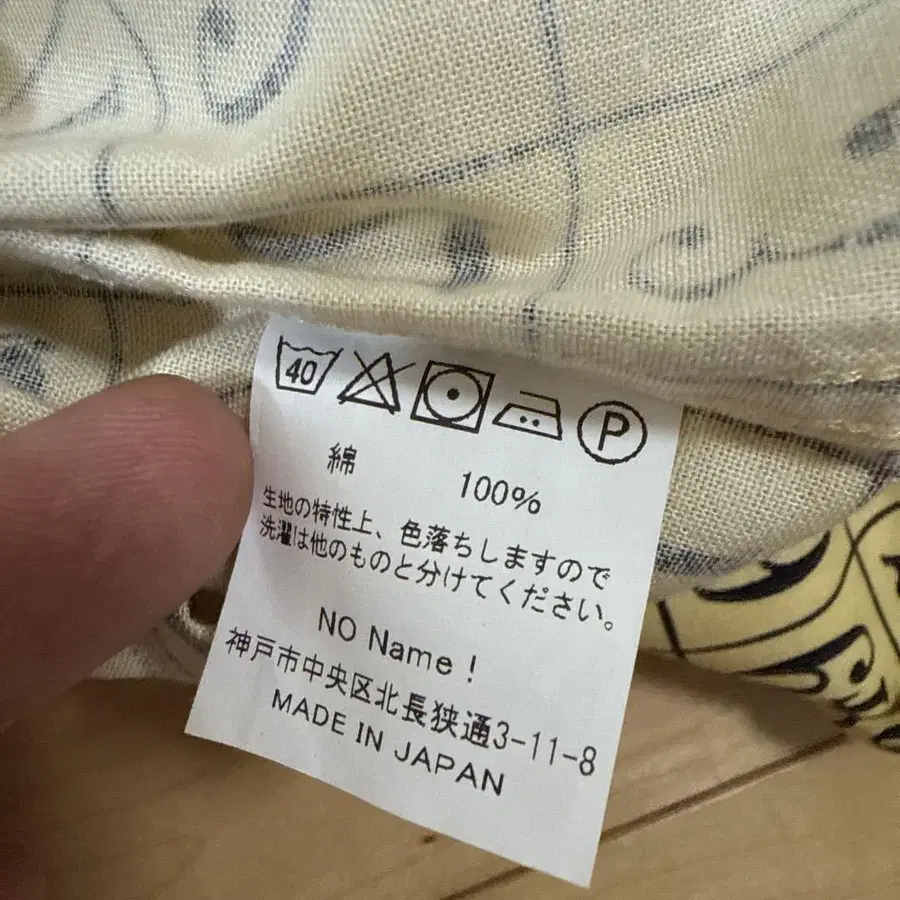 40 P
綿 100%
生地の特性上、色落ちしますので
洗濯は他のものと分けてください。
NO Name !
神戸市中央区北長狭通3-11-8
MADE IN JAPAN